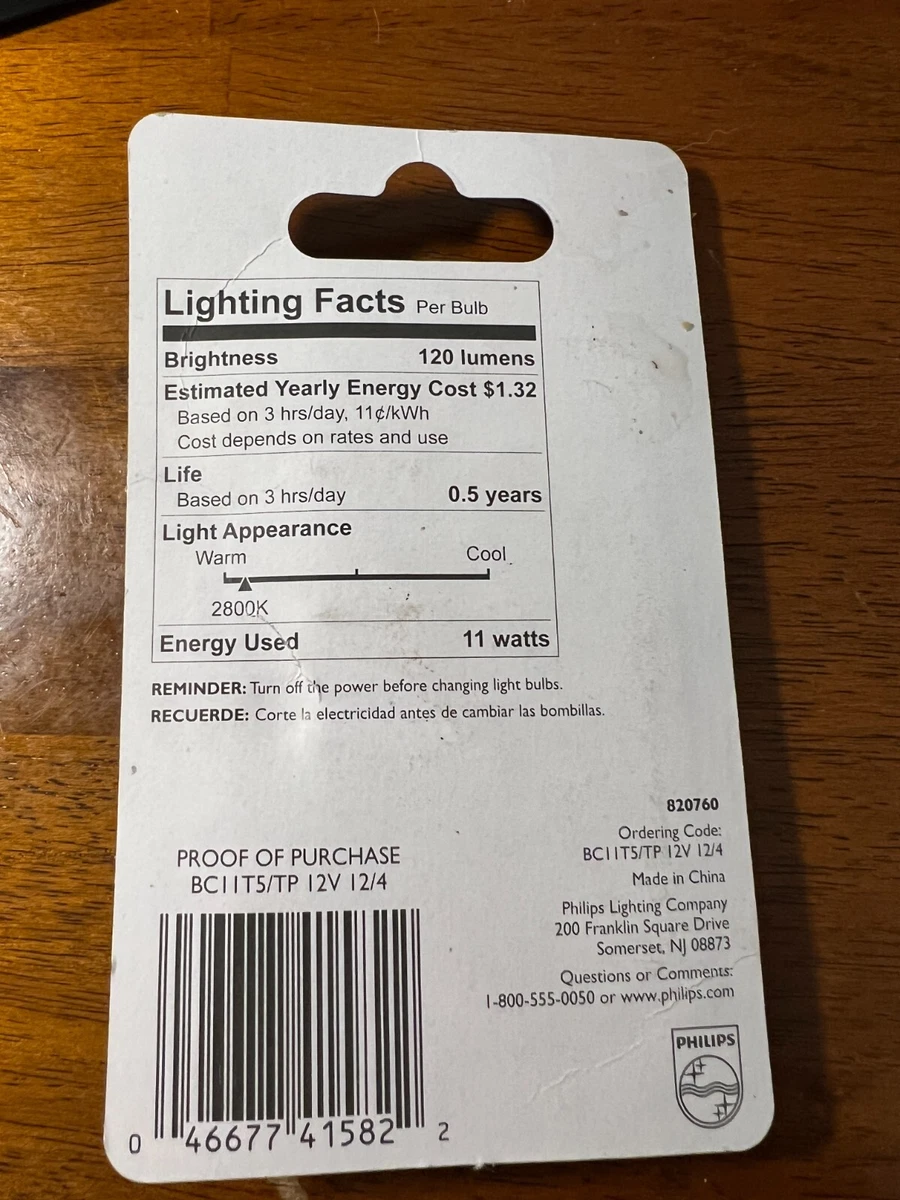 Lighting Facts Per Bulb
Brightness 120 lumens
Estimated Yearly Energy Cost $1.32
Based on 3 hrs/day, 11¢/kWh
Cost depends on rates and use
Life
Based on 3 hrs/day 0.5 years
Light Appearance
Warm Cool
2800K
Energy Used 11 watts
REMINDER: Turn off the power before changing light bulbs.
RECUERDE: Corte la electricidad antes de cambiar las bombillas.
820760
Ordering Code:
BC11T5/TP 12V 12/4
Made in China
Philips Lighting Company
200 Franklin Square Drive
Somerset, NJ 08873
Questions or Comments:
1-800-555-0050 or www.philips.com
PHILIPS
PROOF OF PURCHASE
BC11T5/TP 12V 12/4
0 46677 41582 2